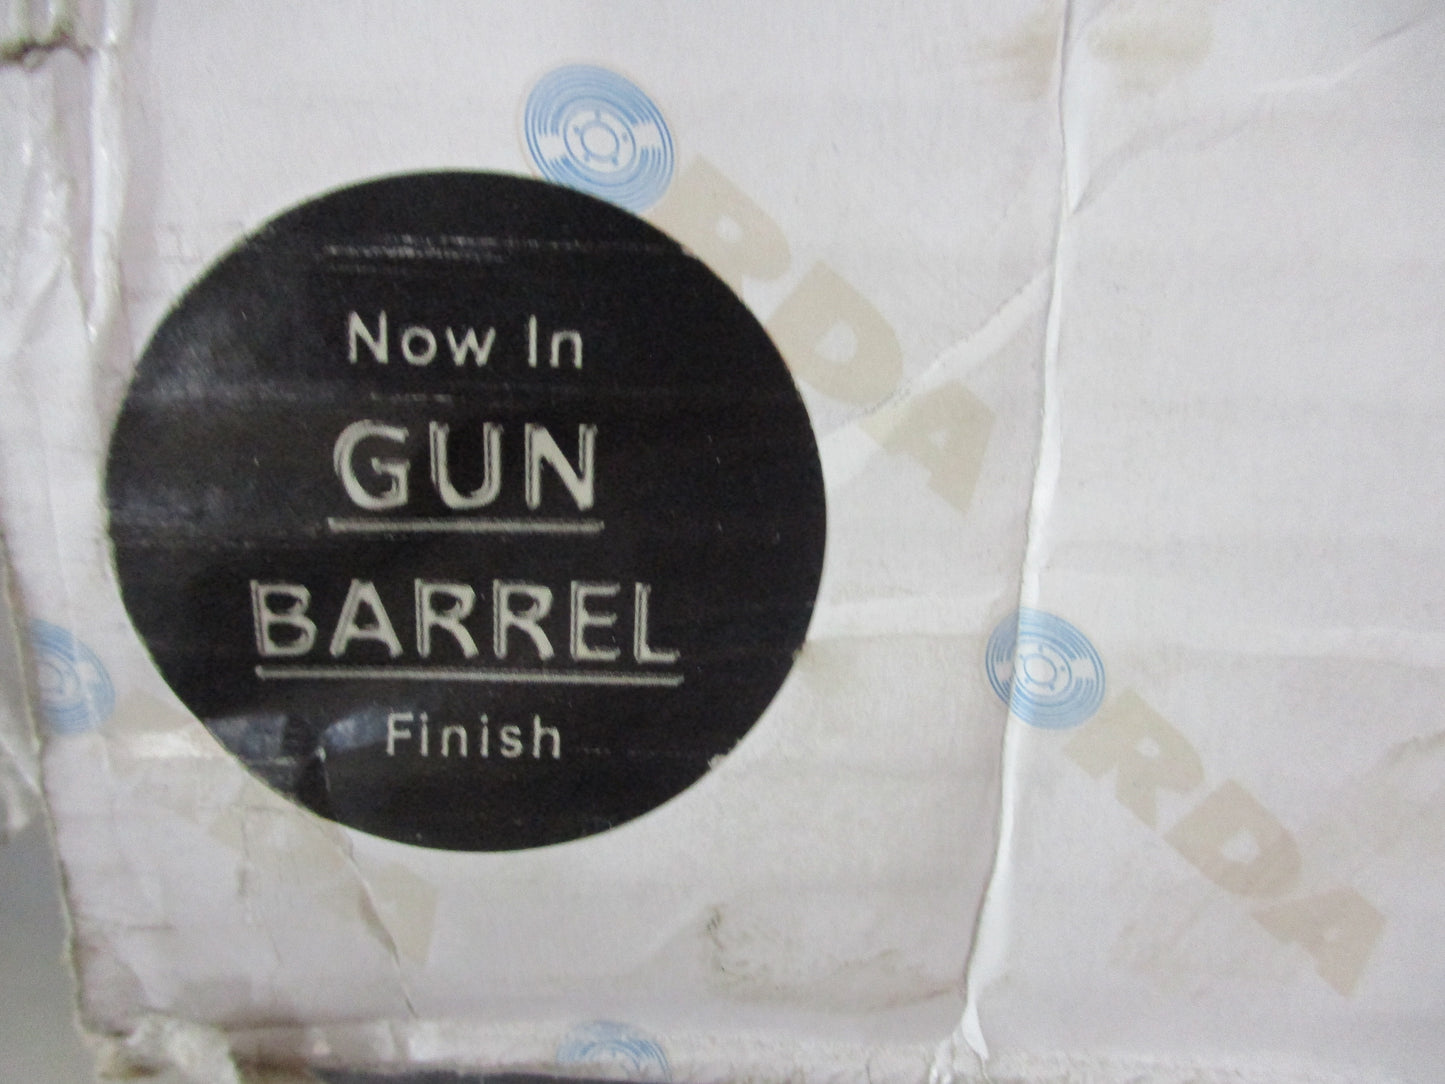 Now In
GUN
BARREL
Finish
RDA
RDA